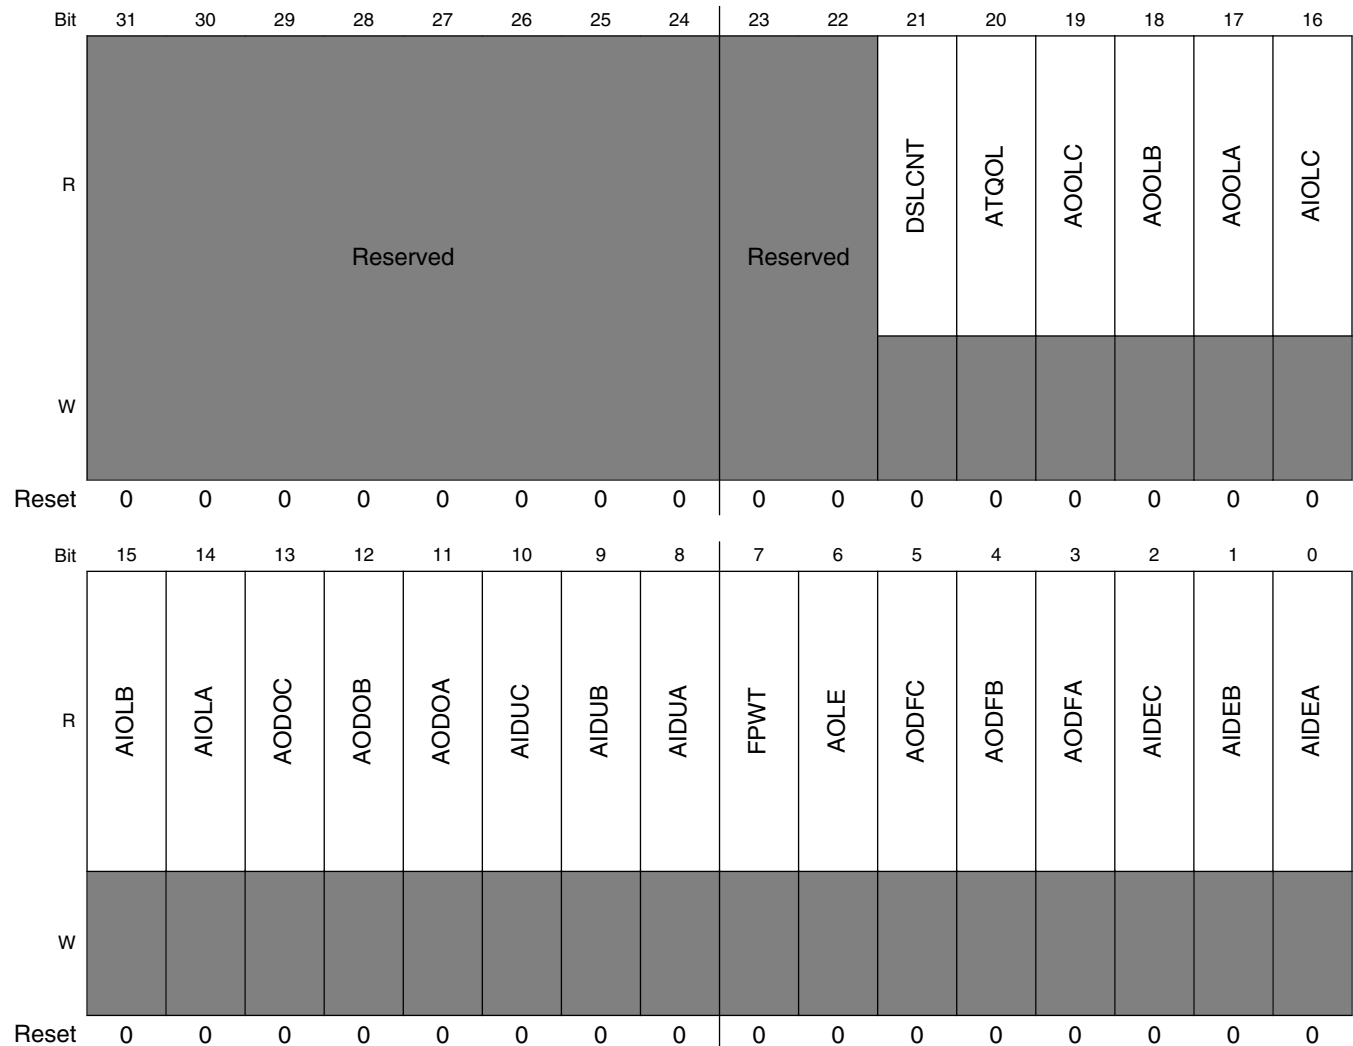 Bit 31 30 29 28 27 26 25 24 23 22 21 20 19 18 17 16
R DSLCNT ATQOL AOOLC AOOLB AOOLA AIOLC
Reserved Reserved
W
Reset 0 0 0 0 0 0 0 0 0 0 0 0 0 0 0 0
Bit 15 14 13 12 11 10 9 8 7 6 5 4 3 2 1 0
R AIOLB AIOLA AODOC AODOB AODOA AIDUC AIDUB AIDUA FPWT AOLE AODFC AODFB AODFA AIDEC AIDEB AIDEA
W
Reset 0 0 0 0 0 0 0 0 0 0 0 0 0 0 0 0